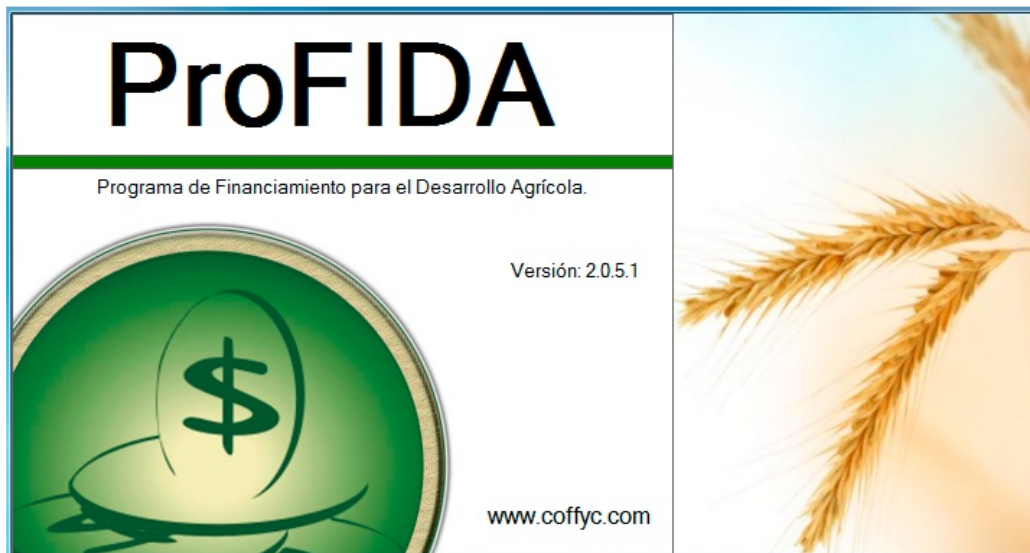 ProFIDA
Programa de Financiamiento para el Desarrollo Agrícola.
Versión: 2.0.5.1
$
www.coffyc.com